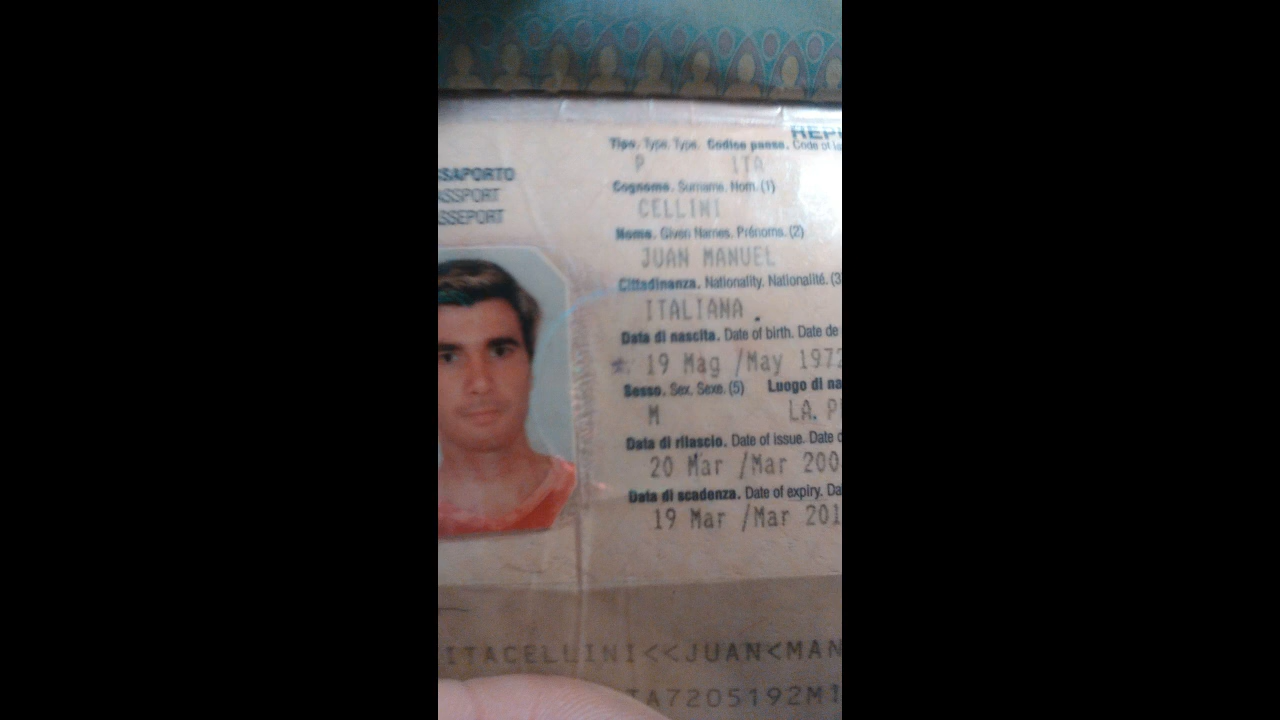 REP
Tipo. Type. Type. Codice paese. Code of
P ITA
SSAPORTO
ASSPORT
ASSEPORT
Cognome. Surname. Nom. (1)
CELLINI
Nome. Given Names. Prénoms. (2)
JUAN MANUEL
Cittadinanza. Nationality. Nationalité. (3
ITALIANA .
Data di nascita. Date of birth. Date de
19 Mag /May 1972
Sesso. Sex. Sexe. (5) Luogo di na
M LA. P
Data di rilascio. Date of issue. Date d
20 Mar /Mar 200
Data di scadenza. Date of expiry. Da
19 Mar /Mar 201
ITACELLINI<<JUAN<MAN
TA7205192M1